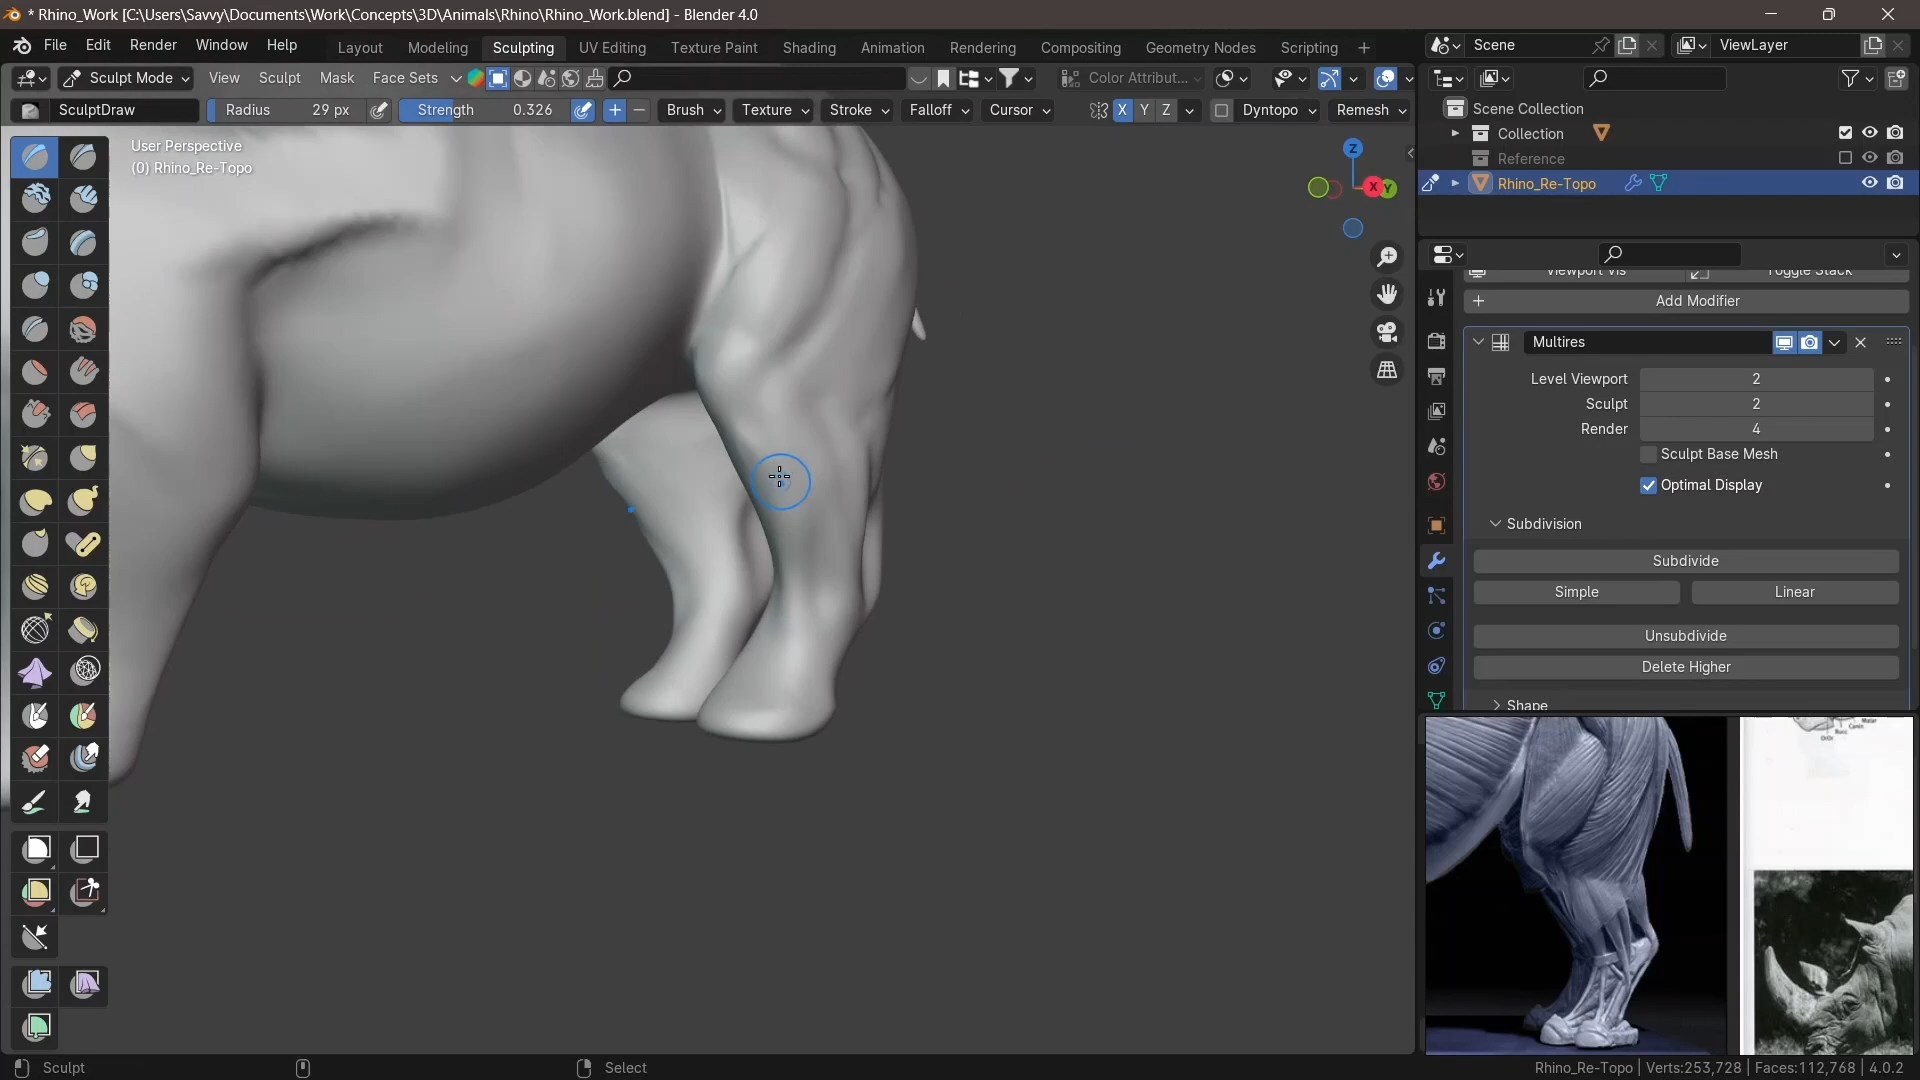 * Rhino_Work [C:\Users\Savvy\Documents\Work\Concepts\3D\Animals\Rhino\Rhino_Work.blend] - Blender 4.0
File Edit Render Window Help Layout Modeling Sculpting UV Editing Texture Paint Shading Animation Rendering Compositing Geometry Nodes Scripting + Scene ViewLayer
Sculpt Mode View Sculpt Mask Face Sets Color Attribut...
SculptDraw Radius 29 px Strength 0.326 Brush Texture Stroke Falloff Cursor X Y Z Dyntopo Remesh
Scene Collection
Collection
Reference
Rhino_Re-Topo
User Perspective
(0) Rhino_Re-Topo
Z
X
Y
Viewport Vis Toggle Stack
Add Modifier
Multires
Level Viewport 2
Sculpt 2
Render 4
Sculpt Base Mesh
Optimal Display
Subdivision
Subdivide
Simple Linear
Unsubdivide
Delete Higher
Shape
Sculpt Select Rhino_Re-Topo | Verts:253,728 | Faces:112,768 | 4.0.2